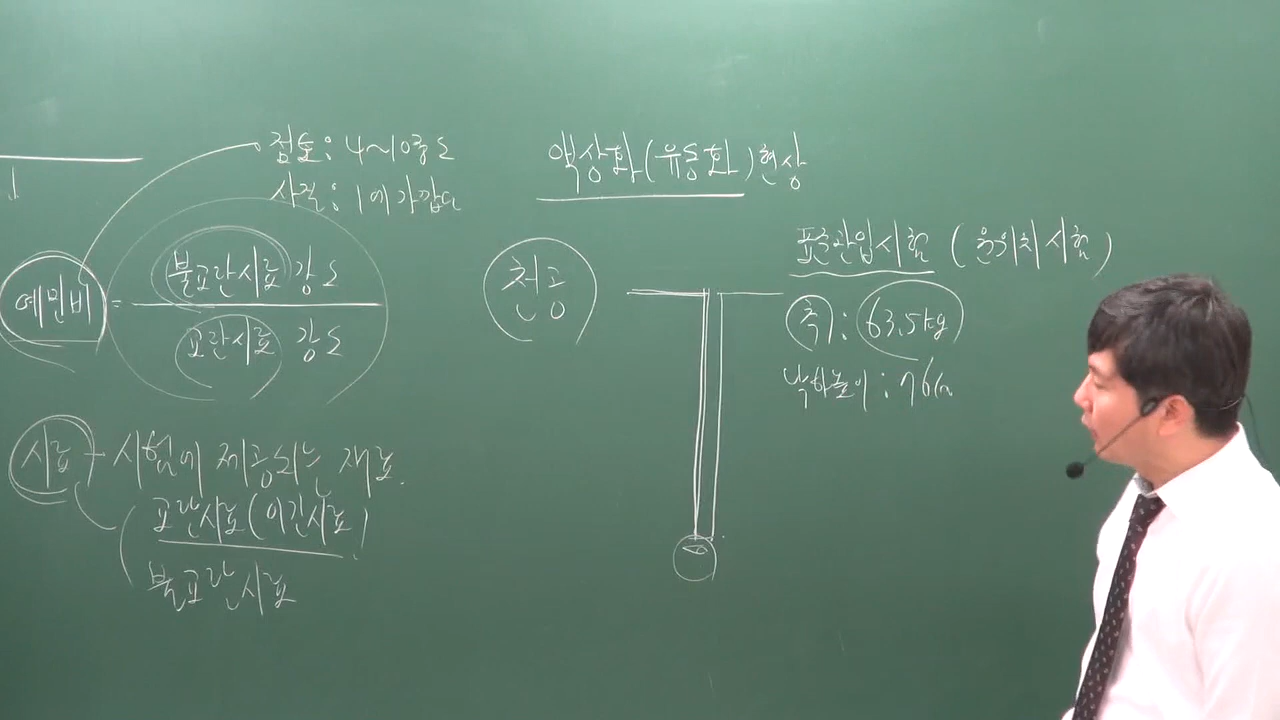 점토: 4~10정도
사질: 1에 가깝다
예민비 = 불교란시료 강도
교란시료 강도
시료 - 시험에 제공되는 재료.
교란시료 (이긴시료)
불교란시료
액상화(유동화)현상
천공
표준관입시험 (원위치시험)
추: 63.5kg
낙하높이: 76cm